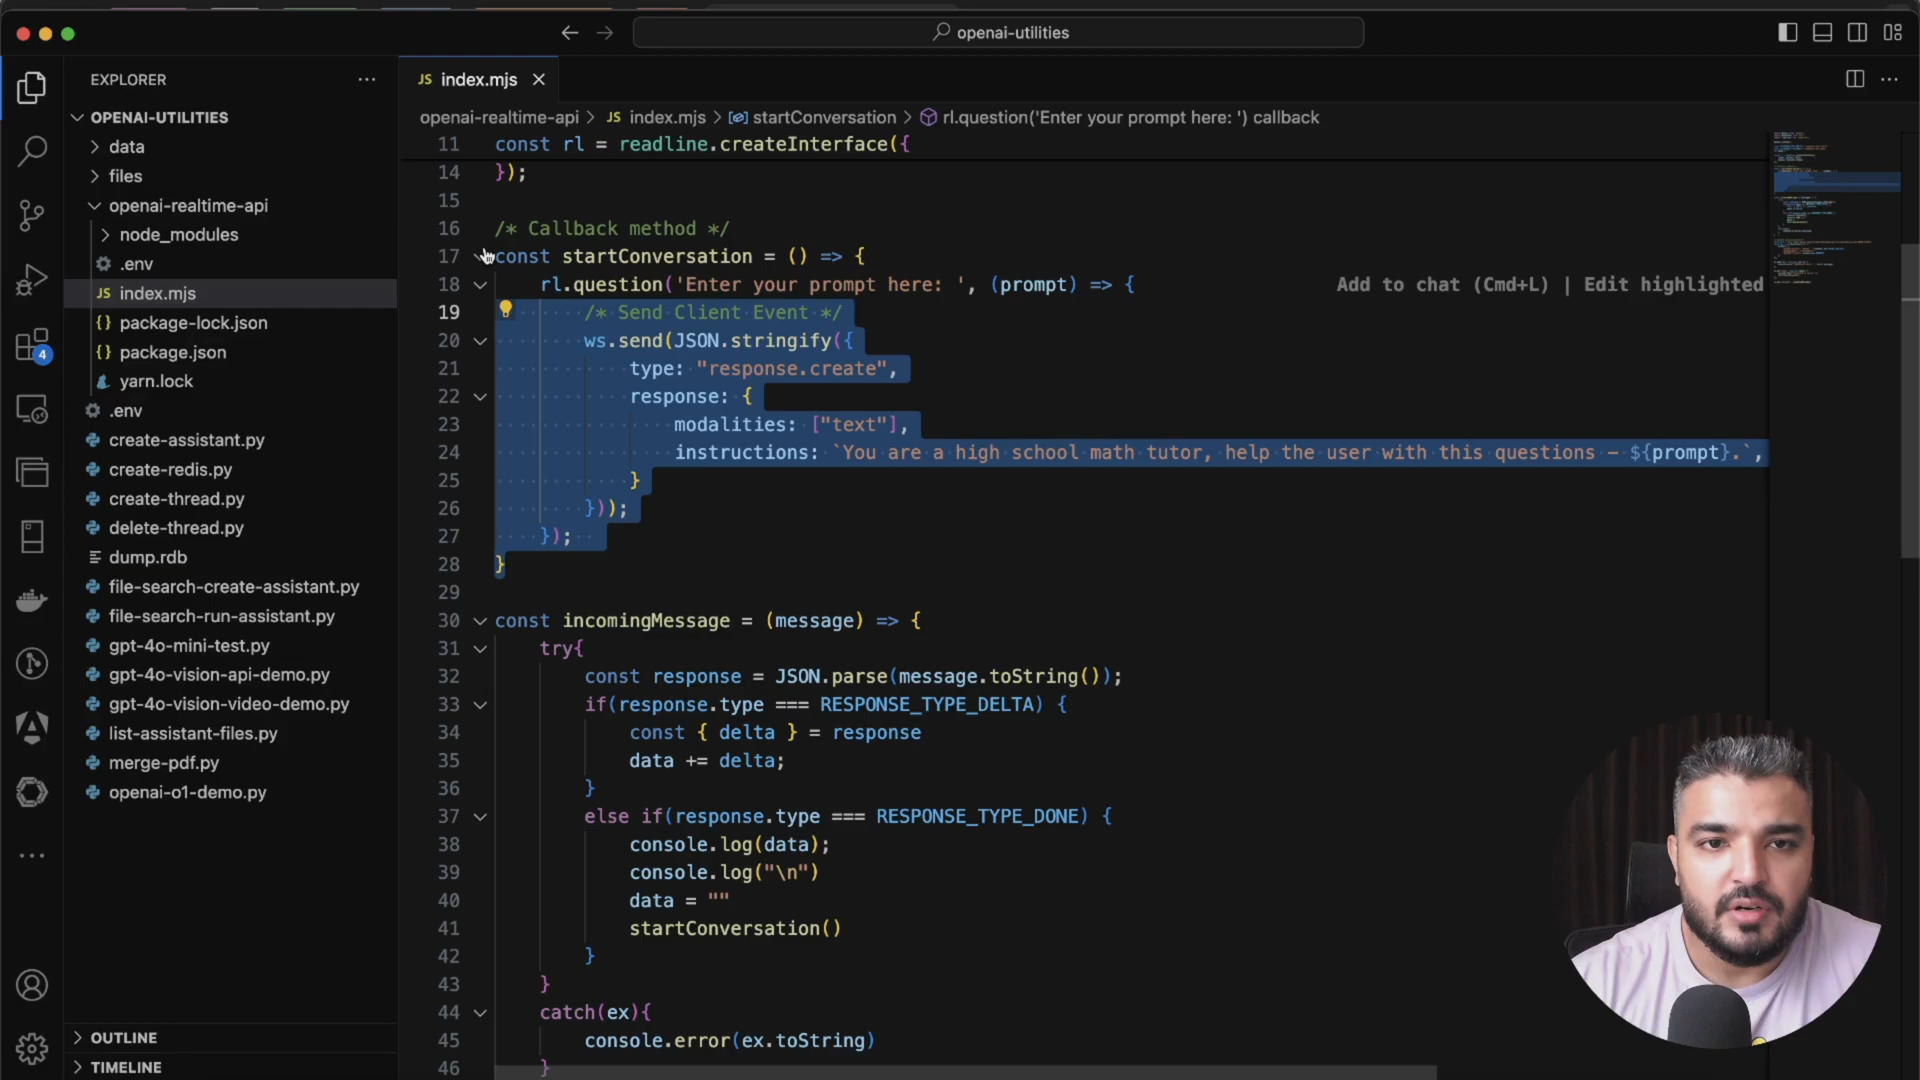 openai-utilities
EXPLORER
JS index.mjs
OPENAI-UTILITIES
data
files
openai-realtime-api
node_modules
.env
JS index.mjs
{} package-lock.json
{} package.json
yarn.lock
.env
create-assistant.py
create-redis.py
create-thread.py
delete-thread.py
dump.rdb
file-search-create-assistant.py
file-search-run-assistant.py
gpt-4o-mini-test.py
gpt-4o-vision-api-demo.py
gpt-4o-vision-video-demo.py
list-assistant-files.py
merge-pdf.py
openai-o1-demo.py
OUTLINE
TIMELINE
4
openai-realtime-api > JS index.mjs > startConversation > rl.question('Enter your prompt here: ') callback
11 const rl = readline.createInterface({
14 });
15
16 /* Callback method */
17 const startConversation = () => {
18 rl.question('Enter your prompt here: ', (prompt) => {
Add to chat (Cmd+L) | Edit highlighted
19 /* Send Client Event */
20 ws.send(JSON.stringify({
21 type: "response.create",
22 response: {
23 modalities: ["text"],
24 instructions: `You are a high school math tutor, help the user with this questions - ${prompt}.`,
25 }
26 }));
27 });
28 }
29
30 const incomingMessage = (message) => {
31 try{
32 const response = JSON.parse(message.toString());
33 if(response.type === RESPONSE_TYPE_DELTA) {
34 const { delta } = response
35 data += delta;
36 }
37 else if(response.type === RESPONSE_TYPE_DONE) {
38 console.log(data);
39 console.log("\n")
40 data = ""
41 startConversation()
42 }
43 }
44 catch(ex){
45 console.error(ex.toString)
46 }